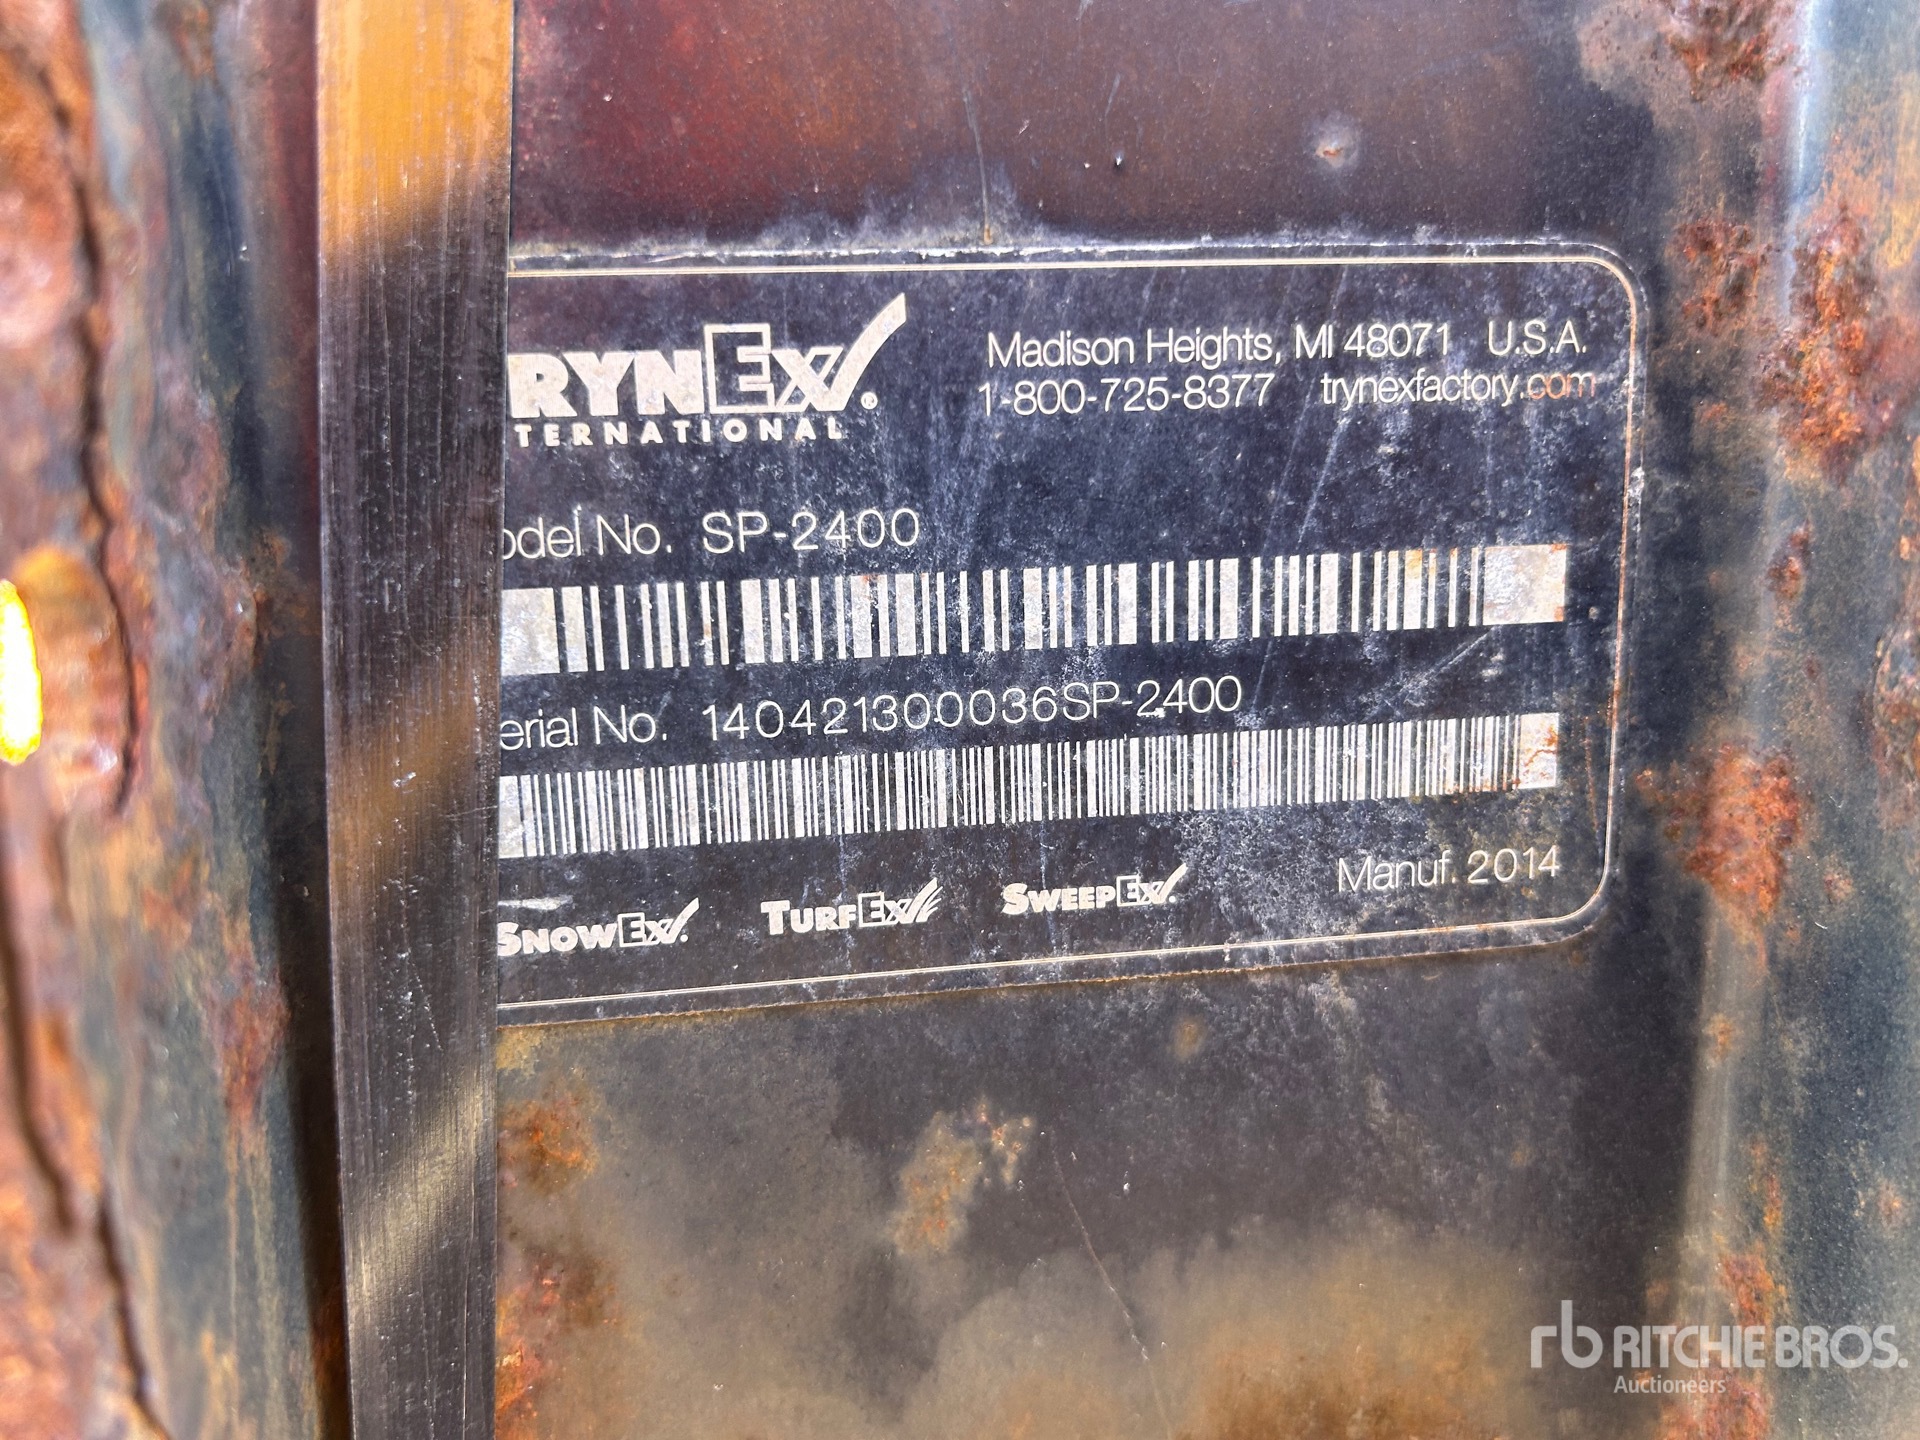 RYNEX®
TERNATIONAL
Madison Heights, MI 48071 U.S.A.
1-800-725-8377 trynexfactory.com
odel No. SP-2400
erial No. 140421300036SP-2400
SNOWEX®
TURFEX
SWEEPEX®
Manuf. 2014
rb RITCHIE BROS.
Auctioneers